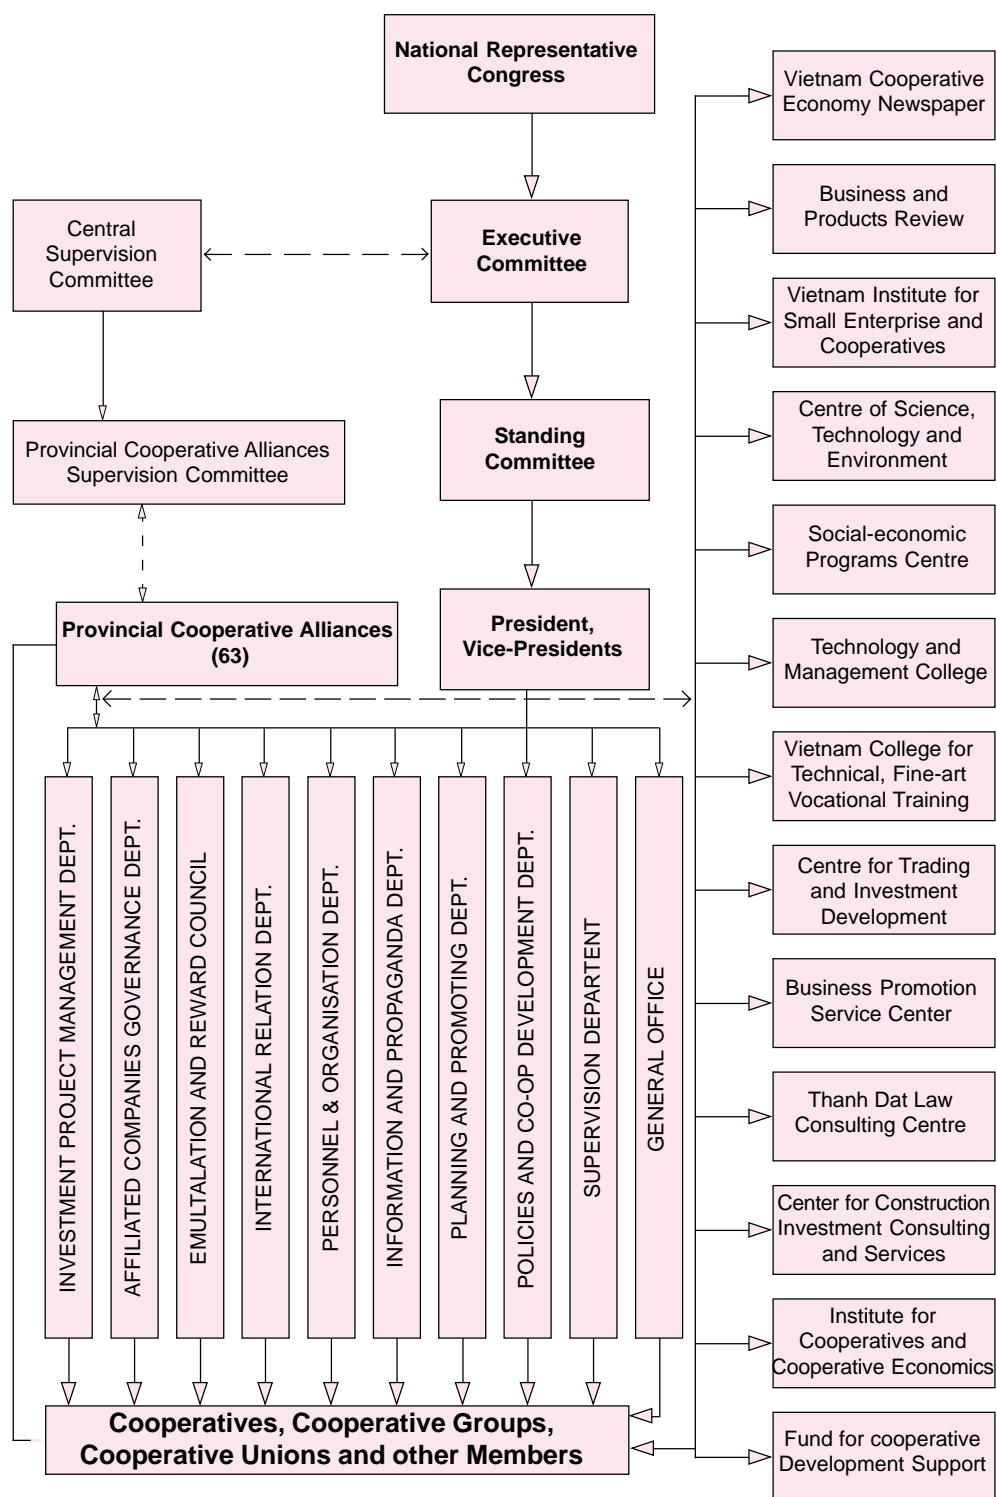 National Representative
Congress
Central
Supervision
Committee
Executive
Committee
Provincial Cooperative Alliances
Supervision Committee
Standing
Committee
Provincial Cooperative Alliances
(63)
President,
Vice-Presidents
INVESTMENT PROJECT MANAGEMENT DEPT.
AFFILIATED COMPANIES GOVERNANCE DEPT.
EMULTALATION AND REWARD COUNCIL
INTERNATIONAL RELATION DEPT.
PERSONNEL & ORGANISATION DEPT.
INFORMATION AND PROPAGANDA DEPT.
PLANNING AND PROMOTING DEPT.
POLICIES AND CO-OP DEVELOPMENT DEPT.
SUPERVISION DEPARTENT
GENERAL OFFICE
Cooperatives, Cooperative Groups,
Cooperative Unions and other Members
Vietnam Cooperative
Economy Newspaper
Business and
Products Review
Vietnam Institute for
Small Enterprise and
Cooperatives
Centre of Science,
Technology and
Environment
Social-economic
Programs Centre
Technology and
Management College
Vietnam College for
Technical, Fine-art
Vocational Training
Centre for Trading
and Investment
Development
Business Promotion
Service Center
Thanh Dat Law
Consulting Centre
Center for Construction
Investment Consulting
and Services
Institute for
Cooperatives and
Cooperative Economics
Fund for cooperative
Development Support